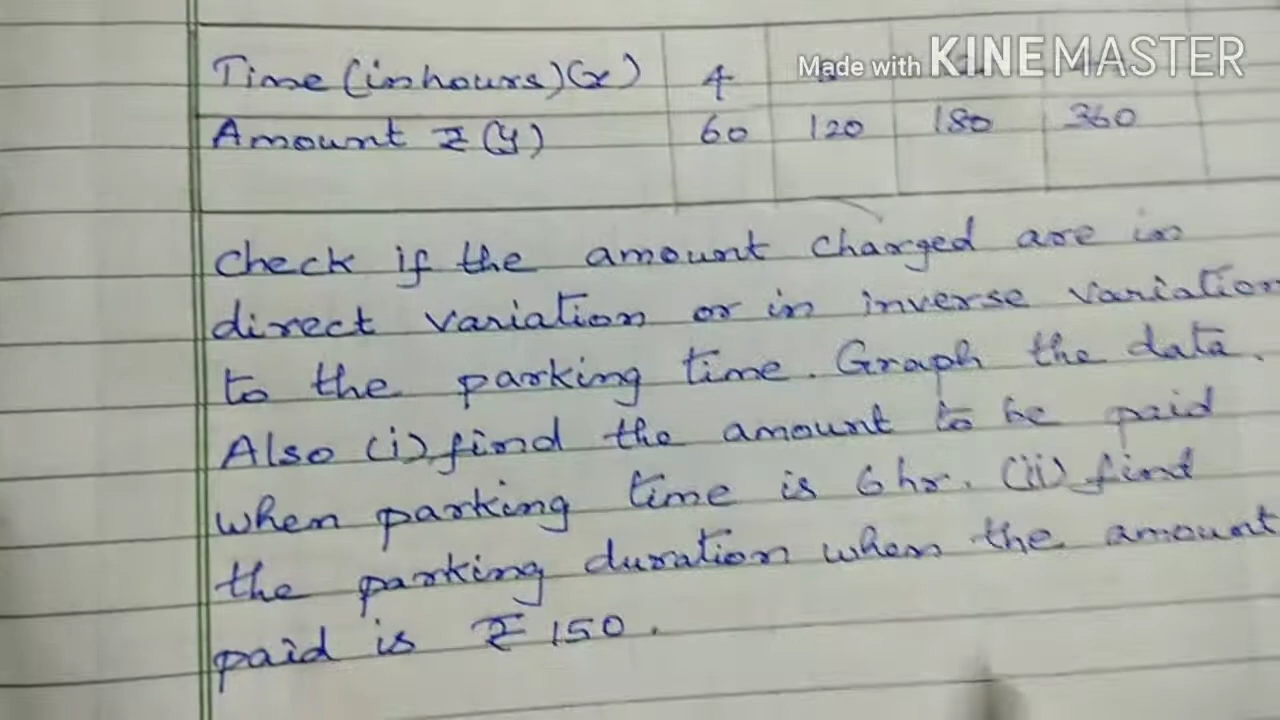 Made with KINEMASTER
Time (in hours) (x) 4
Amount ₹ (y) 60 120 180 360
check if the amount charged are in
direct variation or in inverse variation
to the parking time. Graph the data.
Also (i) find the amount to be paid
when parking time is 6 hr. (ii) find
the parking duration when the amount
paid is ₹ 150.